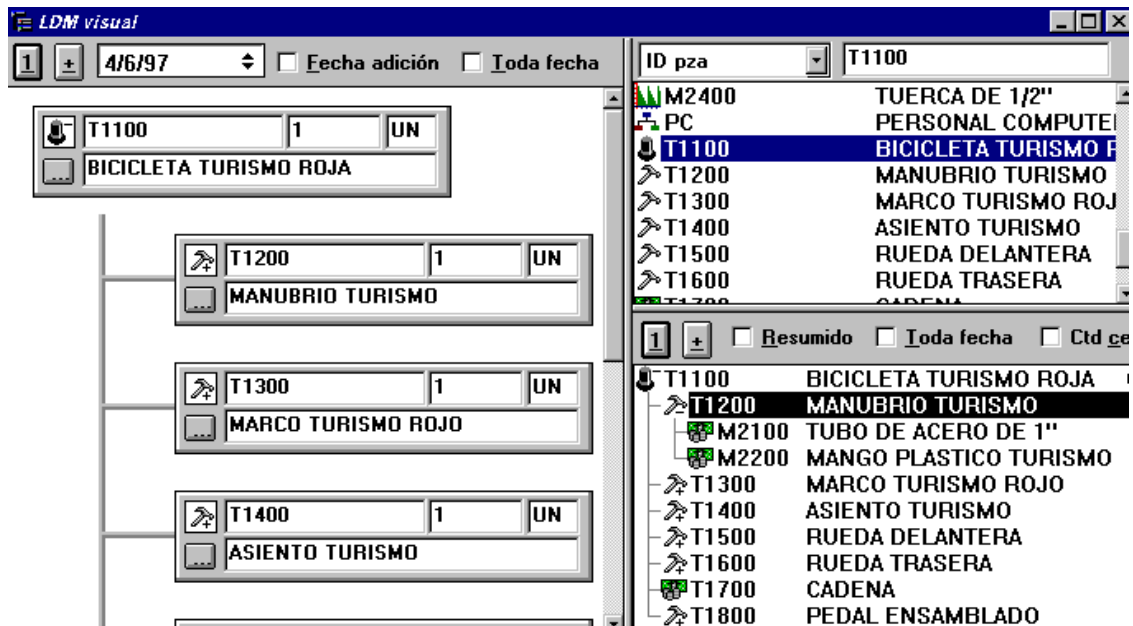 LDM visual
1 ± 4/6/97 Fecha adición Toda fecha
T1100 1 UN
... BICICLETA TURISMO ROJA
T1200 1 UN
... MANUBRIO TURISMO
T1300 1 UN
... MARCO TURISMO ROJO
T1400 1 UN
... ASIENTO TURISMO
ID pza T1100
M2400 TUERCA DE 1/2"
PC PERSONAL COMPUTE
T1100 BICICLETA TURISMO
T1200 MANUBRIO TURISMO
T1300 MARCO TURISMO ROJ
T1400 ASIENTO TURISMO
T1500 RUEDA DELANTERA
T1600 RUEDA TRASERA
T1700 CADENA
1 ± Resumido Toda fecha Ctd ce
T1100 BICICLETA TURISMO ROJA
T1200 MANUBRIO TURISMO
M2100 TUBO DE ACERO DE 1"
M2200 MANGO PLASTICO TURISMO
T1300 MARCO TURISMO ROJO
T1400 ASIENTO TURISMO
T1500 RUEDA DELANTERA
T1600 RUEDA TRASERA
T1700 CADENA
T1800 PEDAL ENSAMBLADO